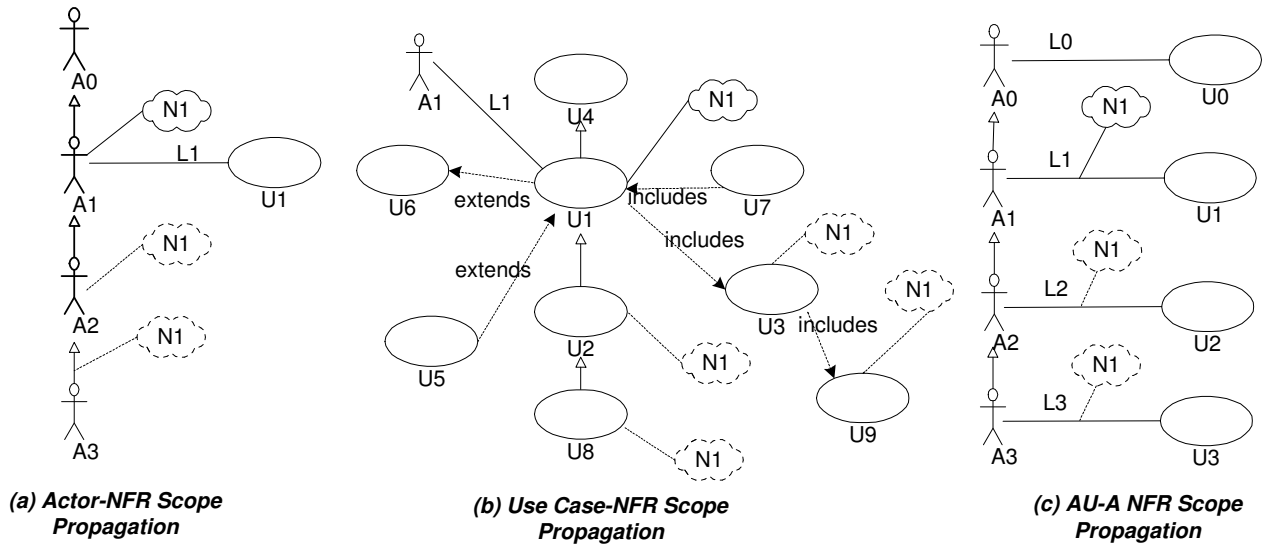 A0
N1
L1
A1
U1
N1
A2
N1
A3
(a) Actor-NFR Scope
Propagation
A1
L1
U4
N1
U6
extends
U1
includes
U7
includes
N1
extends
U3
N1
includes
U5
U2
N1
U9
U8
N1
(b) Use Case-NFR Scope
Propagation
L0
A0
U0
N1
L1
A1
U1
N1
L2
A2
U2
N1
L3
A3
U3
(c) AU-A NFR Scope
Propagation